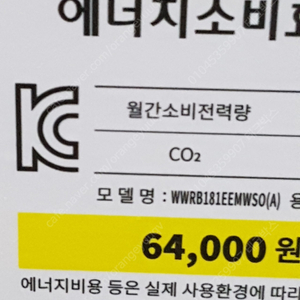 에너지소비효
월간소비전력량
CO₂
모 델 명 : WWRB181EEMWSO(A) 용
64,000 원
에너지비용 등은 실제 사용환경에 따라